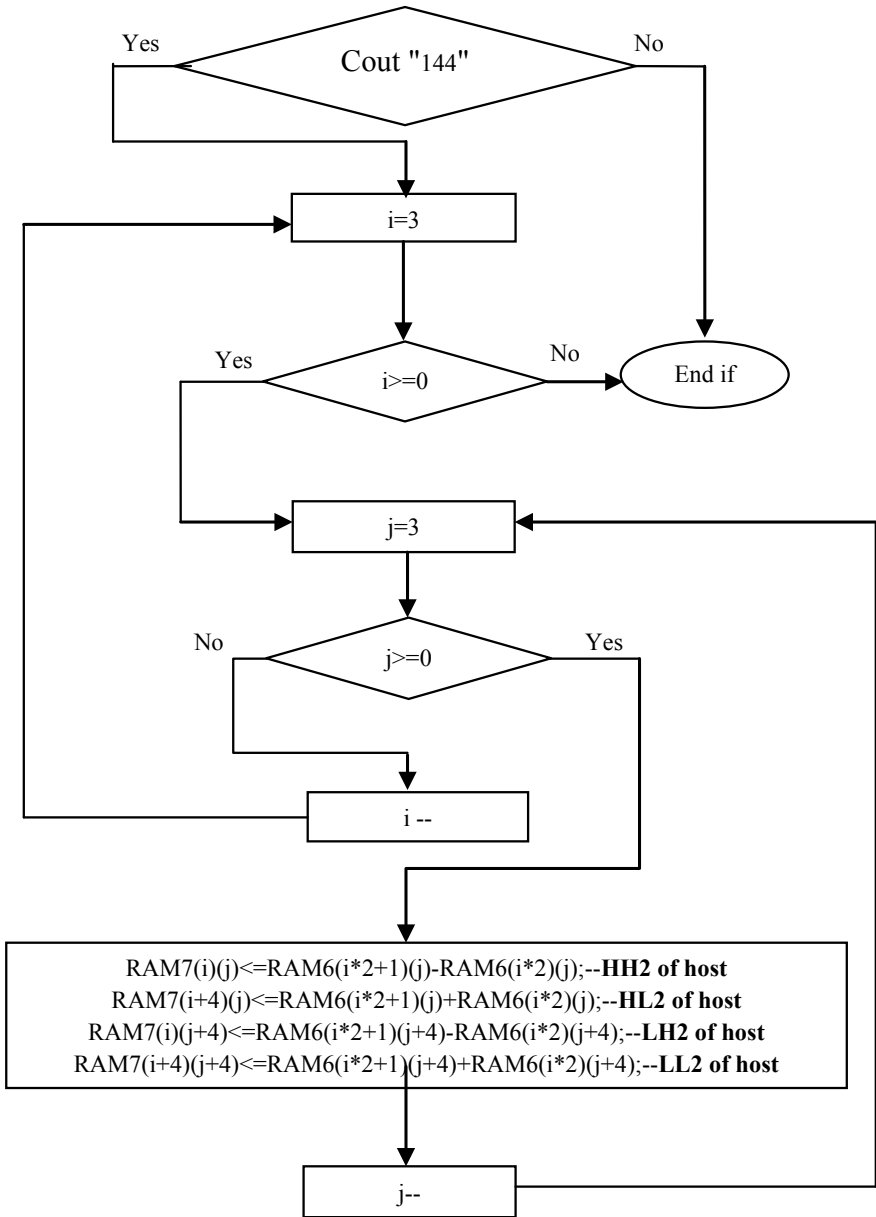 Yes
No
Cout "144"
i=3
Yes
No
i>=0
End if
j=3
No
Yes
j>=0
i --
RAM7(i)(j)<=RAM6(i*2+1)(j)-RAM6(i*2)(j);--HH2 of host
RAM7(i+4)(j)<=RAM6(i*2+1)(j)+RAM6(i*2)(j);--HL2 of host
RAM7(i)(j+4)<=RAM6(i*2+1)(j+4)-RAM6(i*2)(j+4);--LH2 of host
RAM7(i+4)(j+4)<=RAM6(i*2+1)(j+4)+RAM6(i*2)(j+4);--LL2 of host
j--